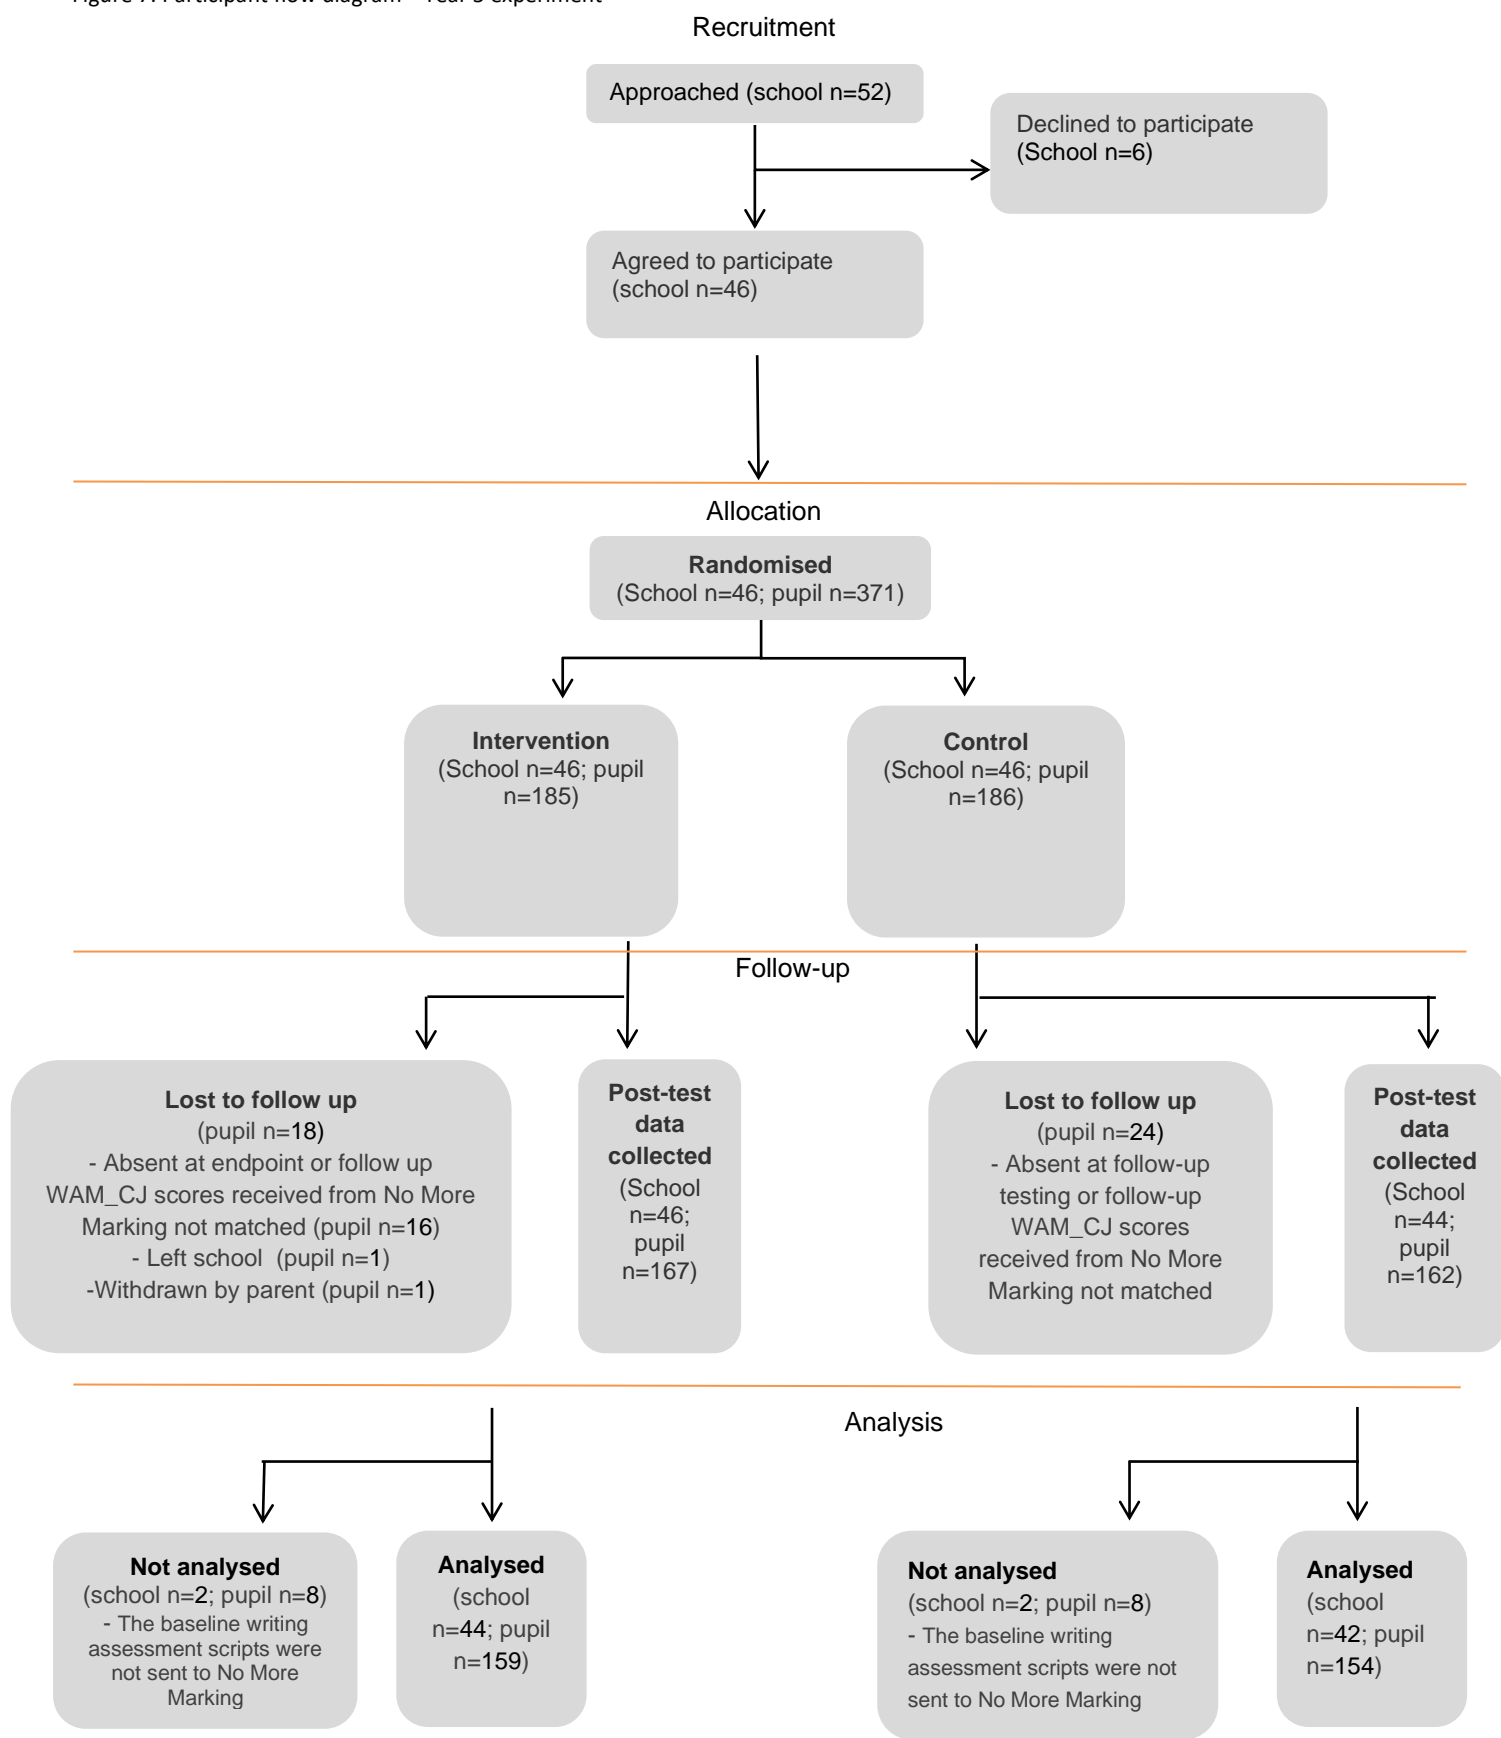 Recruitment
Approached (school n=52)
Declined to participate
(School n=6)
Agreed to participate
(school n=46)
Allocation
Randomised
(School n=46; pupil n=371)
Intervention
(School n=46; pupil
n=185)
Control
(School n=46; pupil
n=186)
Follow-up
Lost to follow up
(pupil n=18)
- Absent at endpoint or follow up
WAM_CJ scores received from No More
Marking not matched (pupil n=16)
- Left school (pupil n=1)
-Withdrawn by parent (pupil n=1)
Post-test
data
collected
(School
n=46;
pupil
n=167)
Lost to follow up
(pupil n=24)
- Absent at follow-up
testing or follow-up
WAM_CJ scores
received from No More
Marking not matched
Post-test
data
collected
(School
n=44;
pupil
n=162)
Analysis
Not analysed
(school n=2; pupil n=8)
- The baseline writing
assessment scripts were
not sent to No More
Marking
Analysed
(school
n=44; pupil
n=159)
Not analysed
(school n=2; pupil n=8)
- The baseline writing
assessment scripts were not
sent to No More Marking
Analysed
(school
n=42; pupil
n=154)